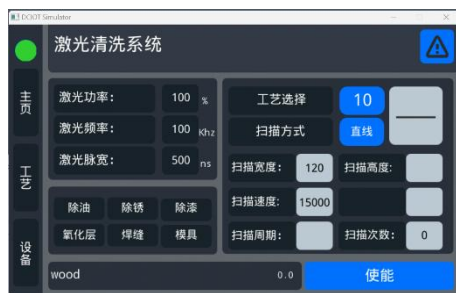 DCIOT Simulator
激光清洗系统
主页
工艺
设备
激光功率： 100 %
激光频率： 100 Khz
激光脉宽： 500 ns
除油 除锈 除漆
氧化层 焊缝 模具
工艺选择 10
扫描方式 直线
扫描宽度： 120 扫描高度：
扫描速度： 15000
扫描周期： 扫描次数： 0
wood 0.0 使能